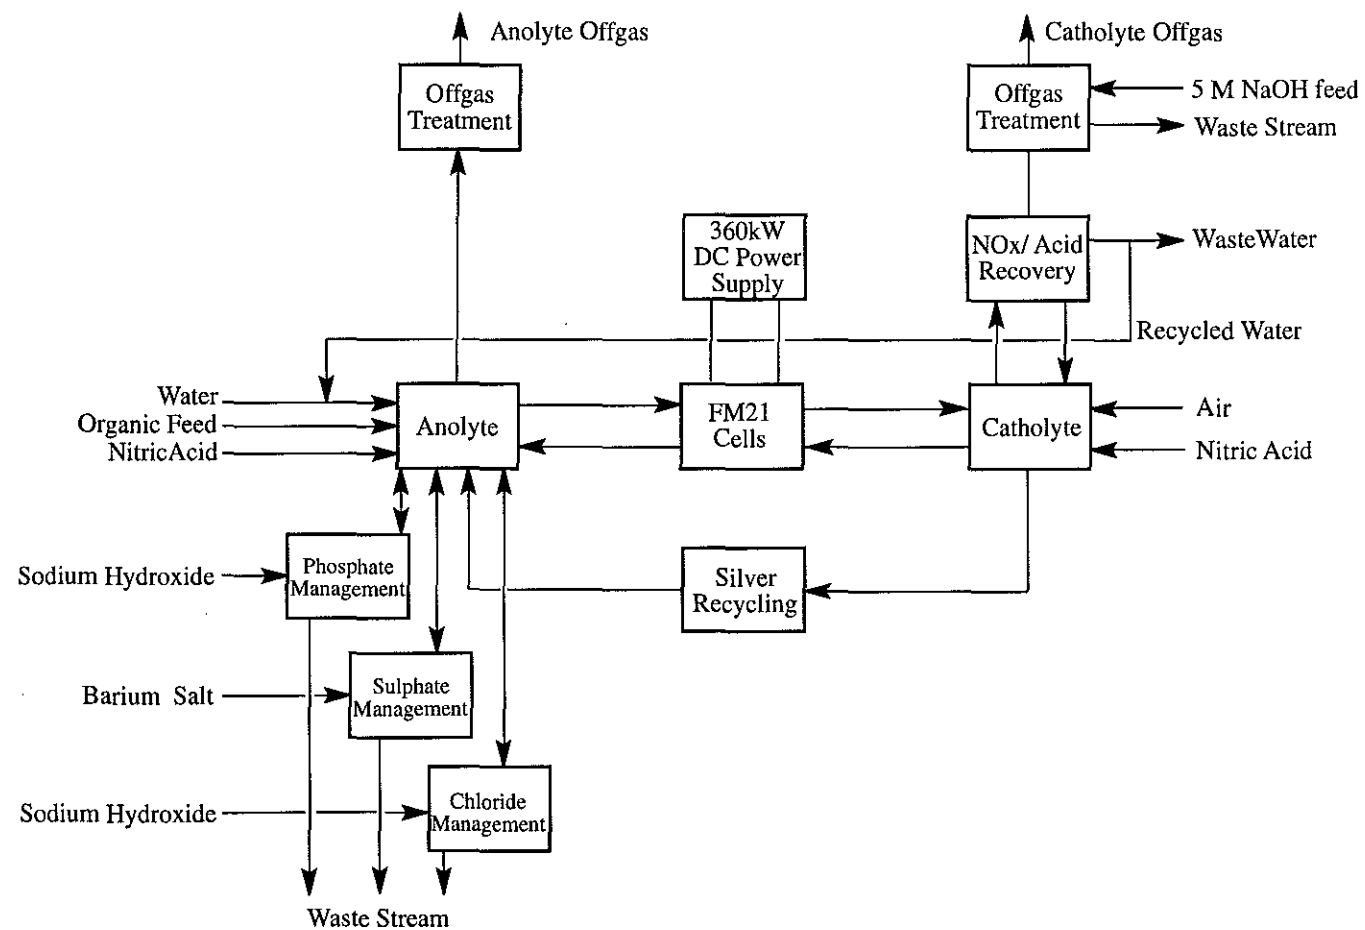 Anolyte Offgas
Catholyte Offgas
Offgas
Treatment
Offgas
Treatment
5 M NaOH feed
Waste Stream
360kW
DC Power
Supply
NOx/ Acid
Recovery
WasteWater
Recycled Water
Water
Organic Feed
NitricAcid
Anolyte
FM21
Cells
Catholyte
Air
Nitric Acid
Sodium Hydroxide
Phosphate
Management
Silver
Recycling
Barium Salt
Sulphate
Management
Sodium Hydroxide
Chloride
Management
Waste Stream